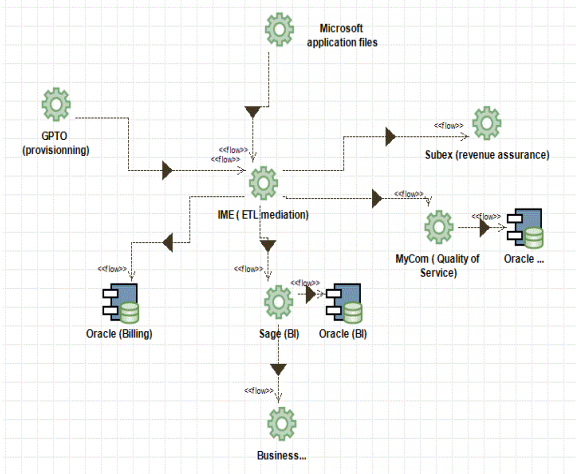 Microsoft
application files
GPTO
(provisionning)
<<flow>>
<<flow>>
<<flow>>
Subex (revenue assurance)
IME ( ETL mediation)
<<flow>>
<<flow>>
MyCom ( Quality of
Service)
Oracle ...
<<flow>>
<<flow>>
<<flow>>
Oracle (Billing)
Sage (BI)
Oracle (BI)
<<flow>>
Business...